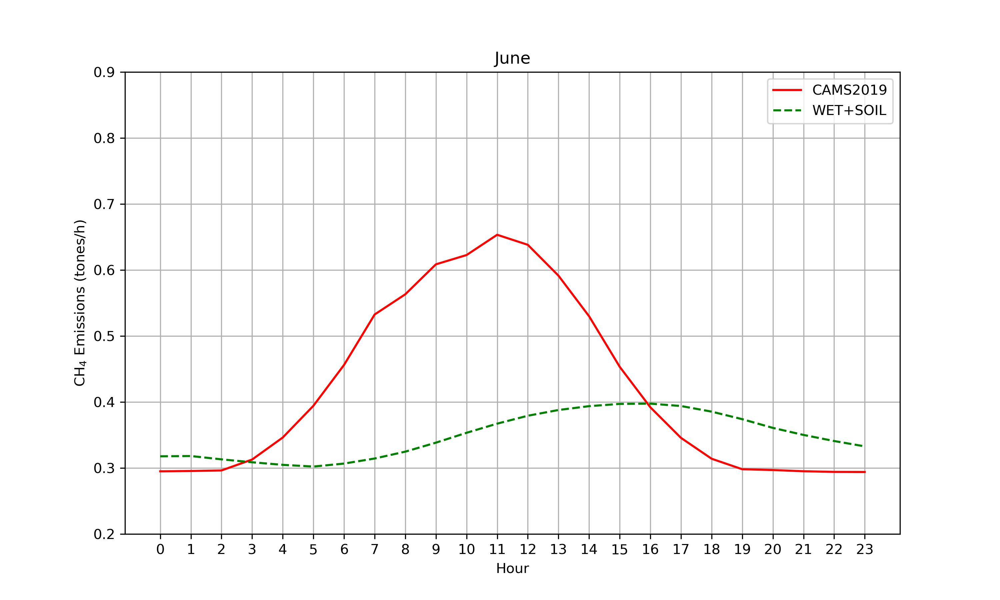 June
0.9
0.8
0.7
0.6
0.5
0.4
0.3
0.2
CH₄ Emissions (tones/h)
CAMS2019
WET+SOIL
0 1 2 3 4 5 6 7 8 9 10 11 12 13 14 15 16 17 18 19 20 21 22 23
Hour